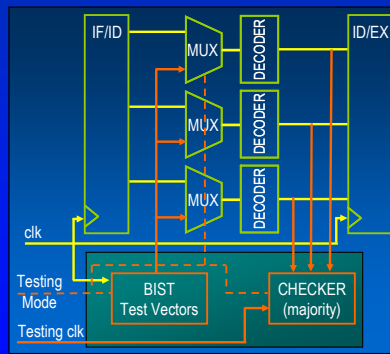 IF/ID
ID/EX
MUX
DECODER
MUX
DECODER
MUX
DECODER
clk
Testing
Mode
BIST
Test Vectors
CHECKER
(majority)
Testing clk